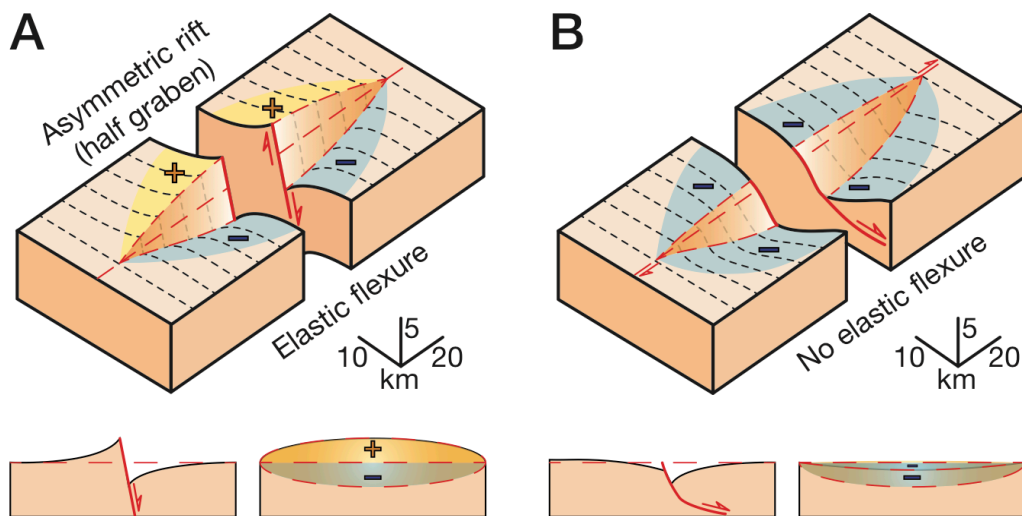 A
Asymmetric rift
(half graben)
+
+
−
−
Elastic flexure
5
10
20
km
+
−
B
−
−
−
−
No elastic flexure
5
10
20
km
−
−